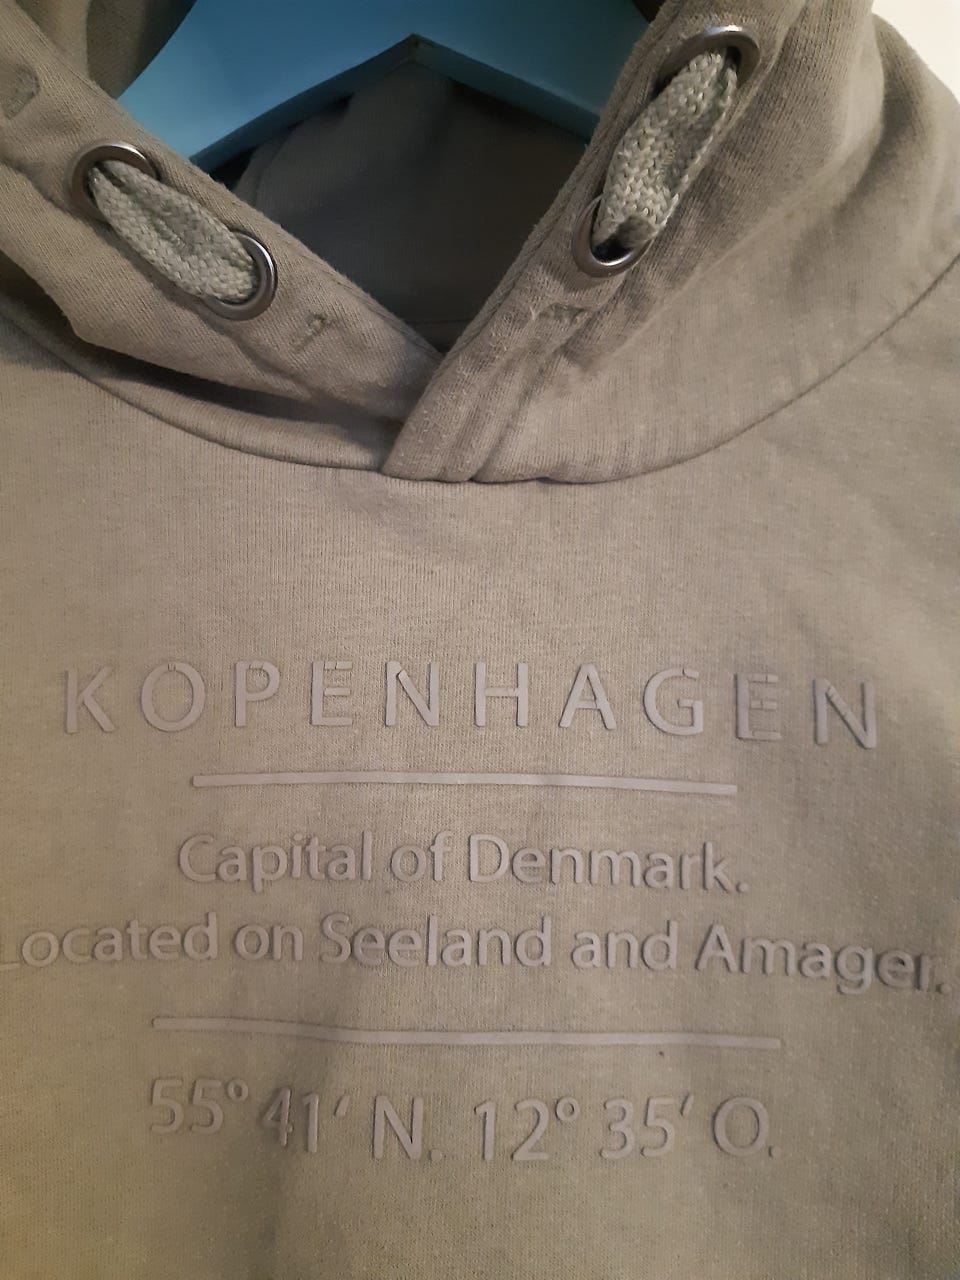 KOPENHAGEN
Capital of Denmark.
Located on Seeland and Amager.
55° 41' N. 12° 35' O.